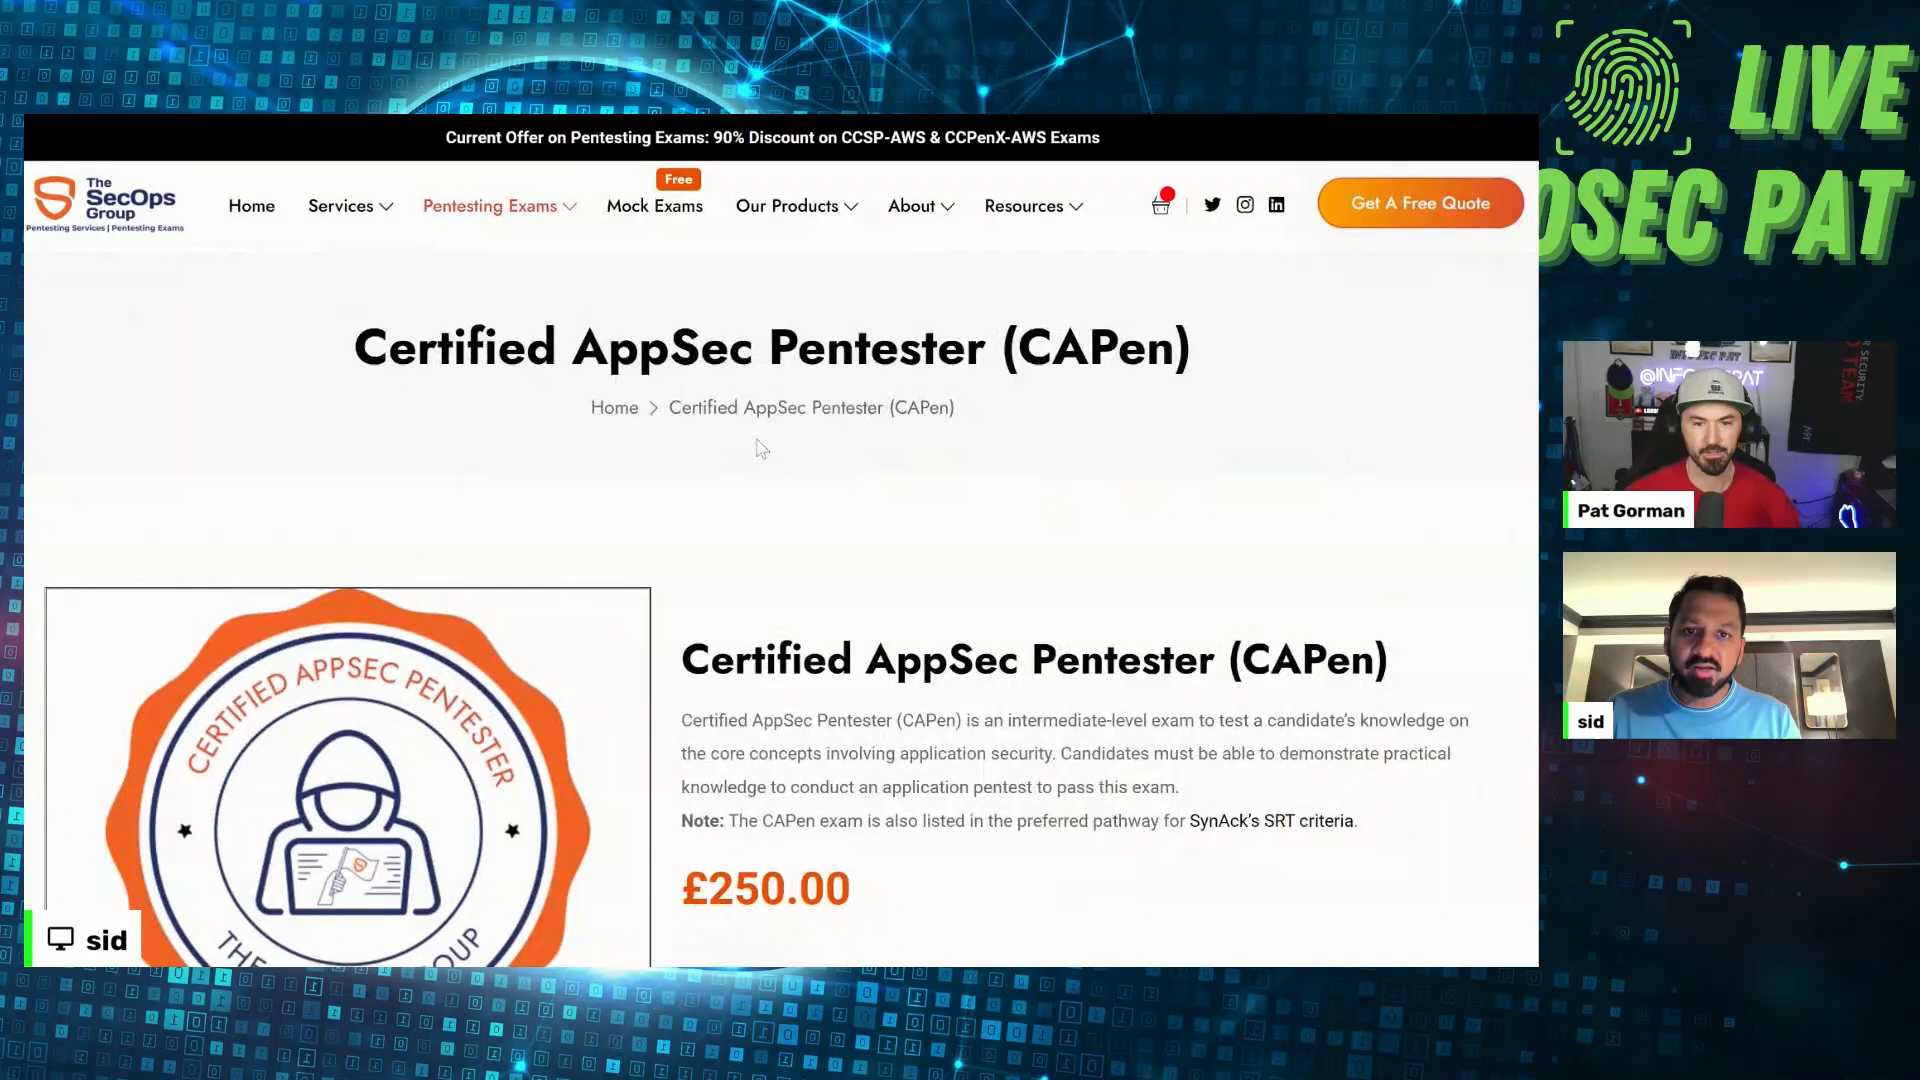 LIVE
OSEC PAT
Current Offer on Pentesting Exams: 90% Discount on CCSP-AWS & CCPenX-AWS Exams
The
SecOps
Group
Pentesting Services | Pentesting Exams
Home
Services
Pentesting Exams
Free
Mock Exams
Our Products
About
Resources
Get A Free Quote
Certified AppSec Pentester (CAPen)
Home > Certified AppSec Pentester (CAPen)
CERTIFIED APPSEC PENTESTER
Certified AppSec Pentester (CAPen)
Certified AppSec Pentester (CAPen) is an intermediate-level exam to test a candidate's knowledge on
the core concepts involving application security. Candidates must be able to demonstrate practical
knowledge to conduct an application pentest to pass this exam.
Note: The CAPen exam is also listed in the preferred pathway for SynAck's SRT criteria.
£250.00
sid
INFOSEC PAT
Pat Gorman
sid